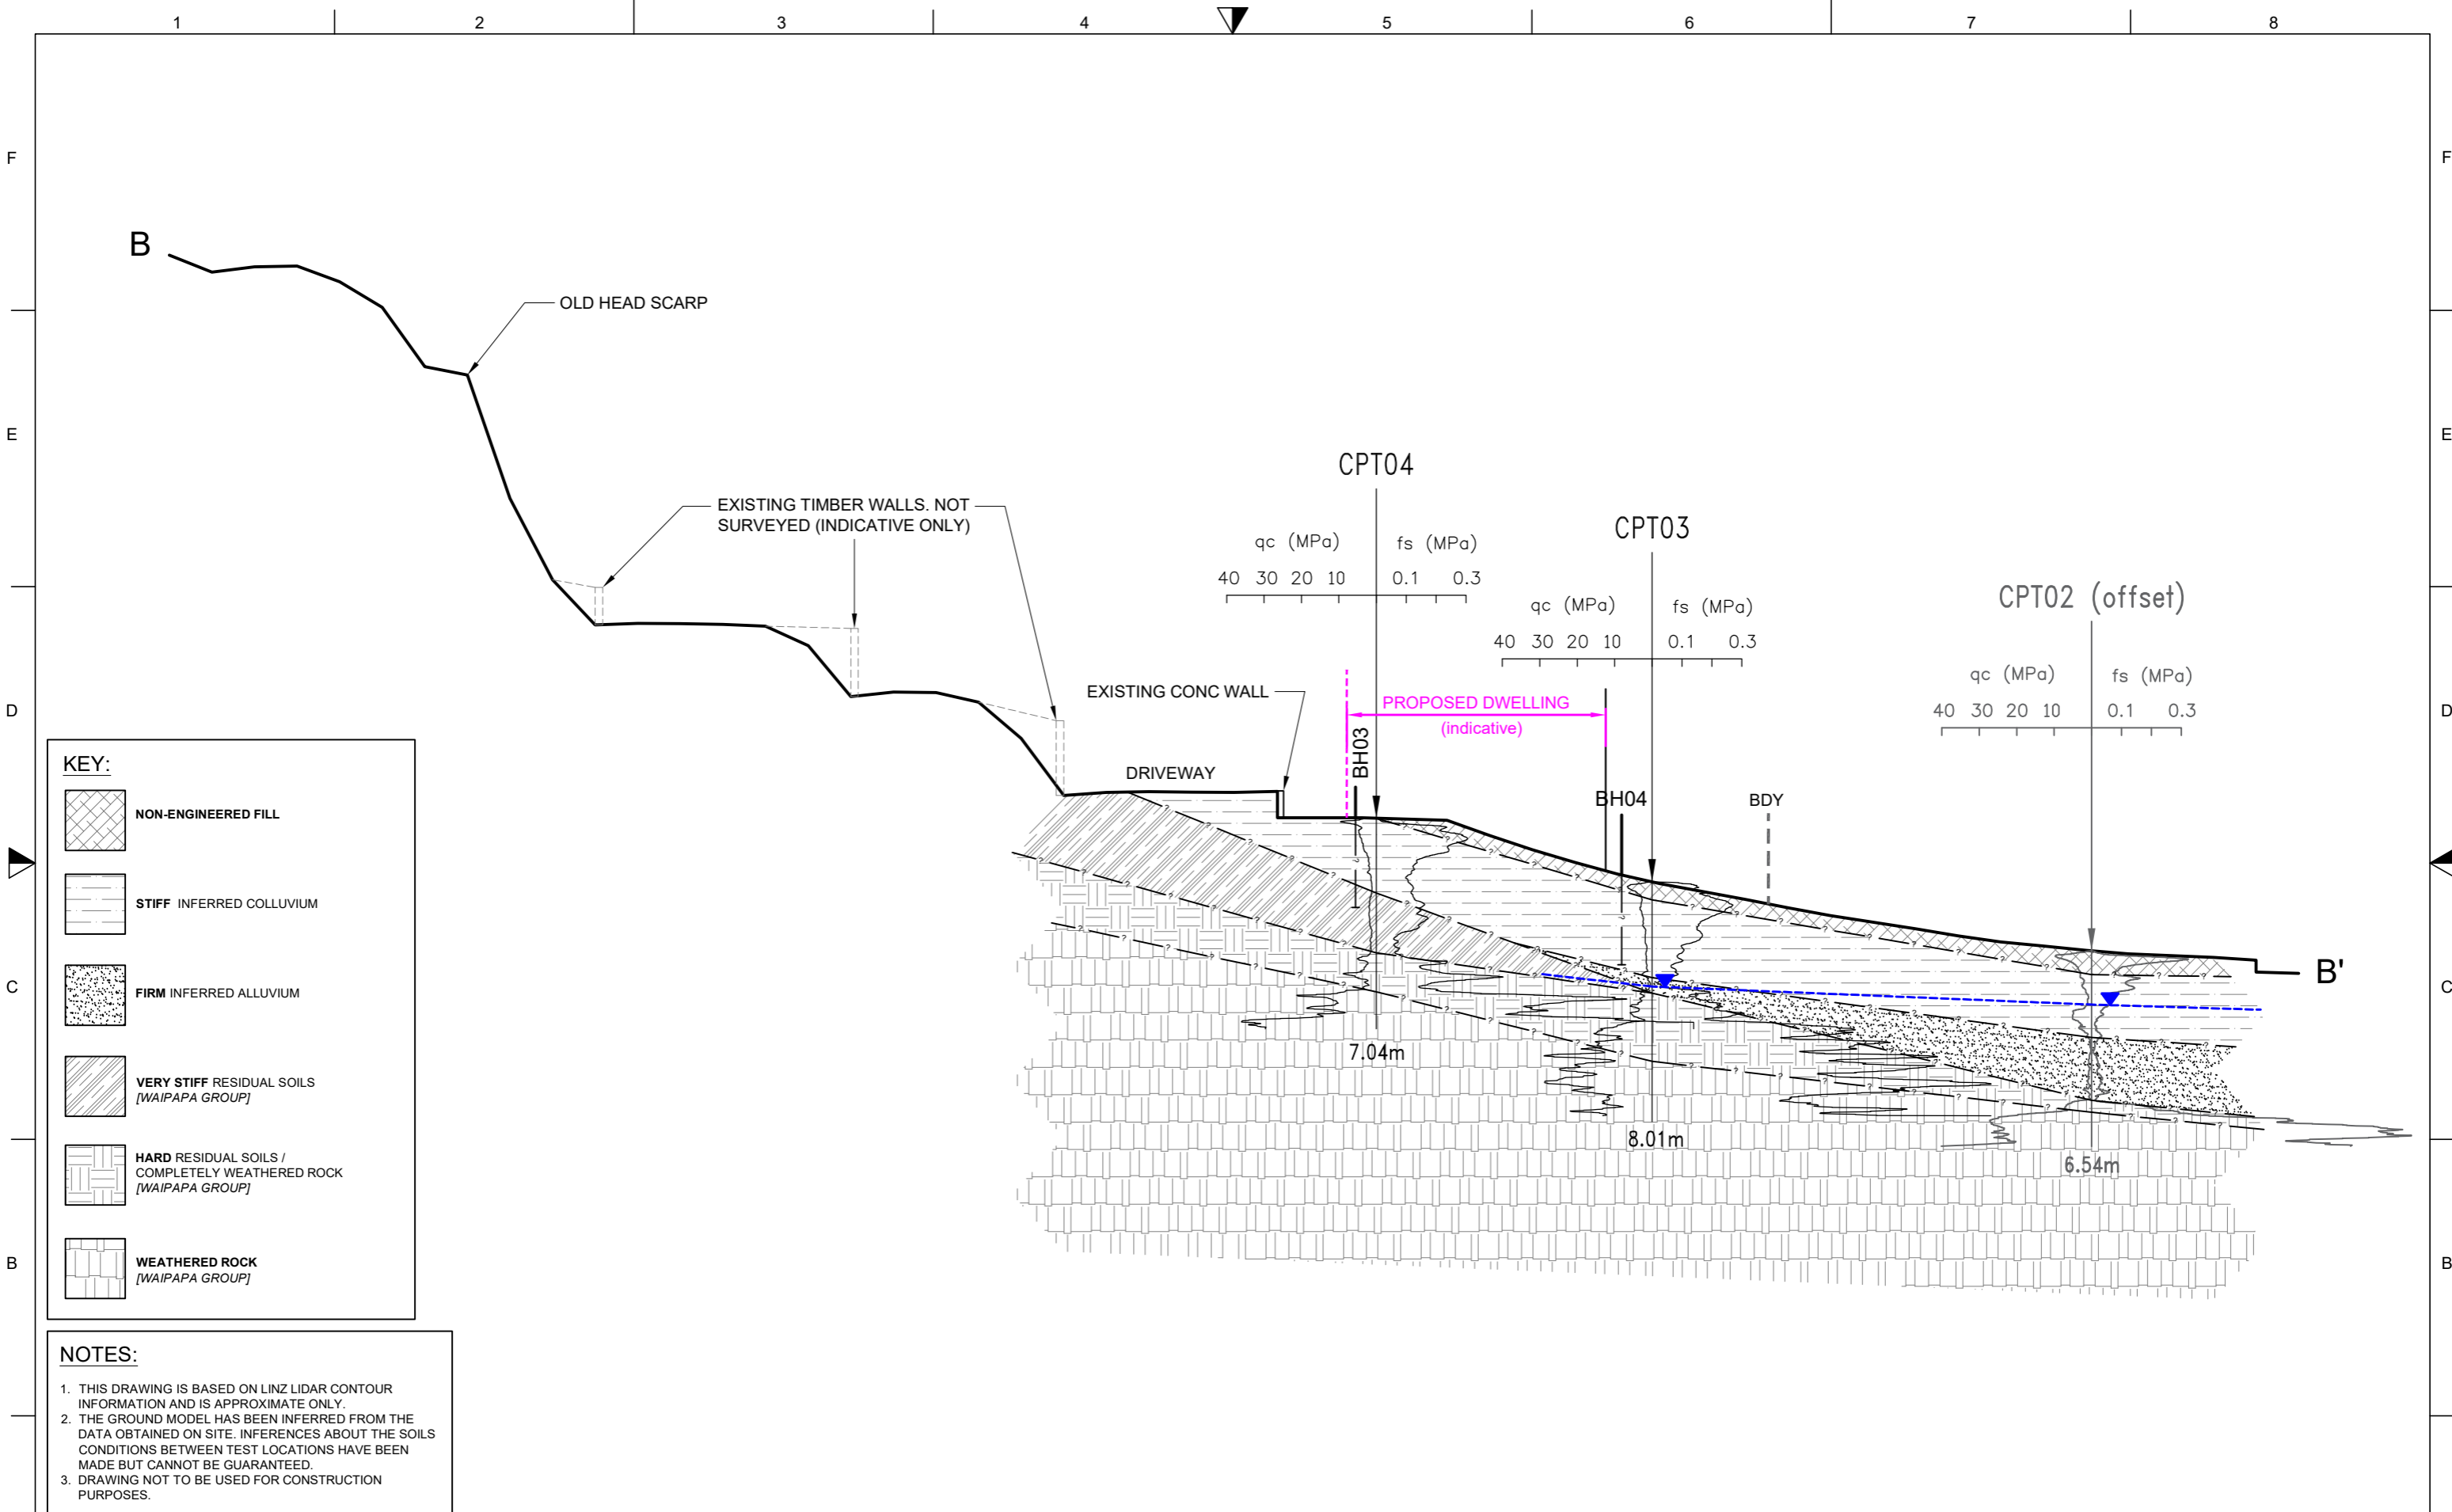 1 2 3 4 5 6 7 8
F F
B
OLD HEAD SCARP
E E
CPT04
EXISTING TIMBER WALLS. NOT
SURVEYED (INDICATIVE ONLY)
CPT03
qc (MPa) fs (MPa)
40 30 20 10 0.1 0.3
CPT02 (offset)
qc (MPa) fs (MPa)
40 30 20 10 0.1 0.3
qc (MPa) fs (MPa)
40 30 20 10 0.1 0.3
EXISTING CONC WALL
PROPOSED DWELLING
(indicative)
D D
BH03
DRIVEWAY
BH04
BDY
B'
C C
7.04m
8.01m
6.54m
B B
KEY:
NON-ENGINEERED FILL
STIFF INFERRED COLLUVIUM
FIRM INFERRED ALLUVIUM
VERY STIFF RESIDUAL SOILS
[WAIPAPA GROUP]
HARD RESIDUAL SOILS /
COMPLETELY WEATHERED ROCK
[WAIPAPA GROUP]
WEATHERED ROCK
[WAIPAPA GROUP]
NOTES:
1. THIS DRAWING IS BASED ON LINZ LIDAR CONTOUR
INFORMATION AND IS APPROXIMATE ONLY.
2. THE GROUND MODEL HAS BEEN INFERRED FROM THE
DATA OBTAINED ON SITE. INFERENCES ABOUT THE SOILS
CONDITIONS BETWEEN TEST LOCATIONS HAVE BEEN
MADE BUT CANNOT BE GUARANTEED.
3. DRAWING NOT TO BE USED FOR CONSTRUCTION
PURPOSES.